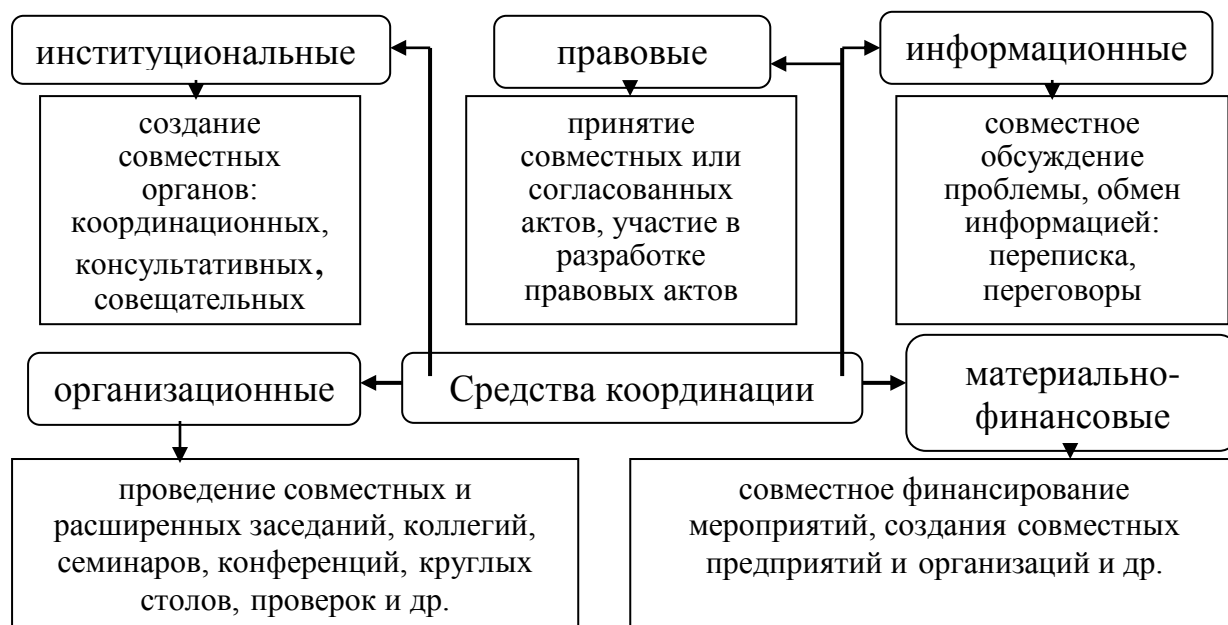 институциональные
правовые
информационные
создание
совместных
органов:
координационных,
консультативных,
совещательных
принятие
совместных или
согласованных
актов, участие в
разработке
правовых актов
совместное
обсуждение
проблемы, обмен
информацией:
переписка,
переговоры
организационные
Средства координации
материально-
финансовые
проведение совместных и
расширенных заседаний, коллегий,
семинаров, конференций, круглых
столов, проверок и др.
совместное финансирование
мероприятий, создания совместных
предприятий и организаций и др.